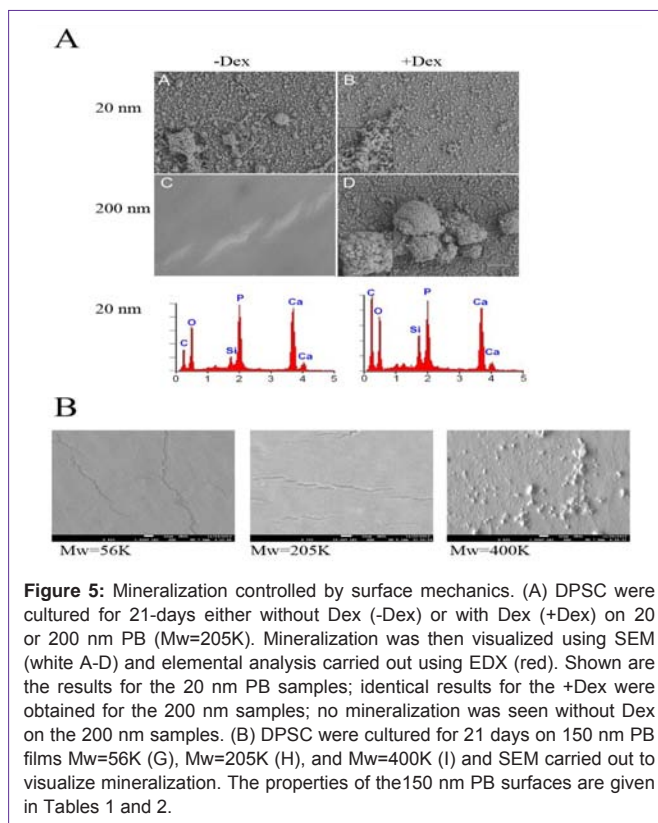 A
-Dex +Dex
20 nm
A B
200 nm
C D
20 nm
C O Si P Ca Ca
C O Si P Ca Ca
0 1 2 3 4 5 0 1 2 3 4 5
B
Mw=56K Mw=205K Mw=400K
Figure 5: Mineralization controlled by surface mechanics. (A) DPSC were
cultured for 21-days either without Dex (-Dex) or with Dex (+Dex) on 20
or 200 nm PB (Mw=205K). Mineralization was then visualized using SEM
(white A-D) and elemental analysis carried out using EDX (red). Shown are
the results for the 20 nm PB samples; identical results for the +Dex were
obtained for the 200 nm samples; no mineralization was seen without Dex
on the 200 nm samples. (B) DPSC were cultured for 21 days on 150 nm PB
films Mw=56K (G), Mw=205K (H), and Mw=400K (I) and SEM carried out to
visualize mineralization. The properties of the150 nm PB surfaces are given
in Tables 1 and 2.